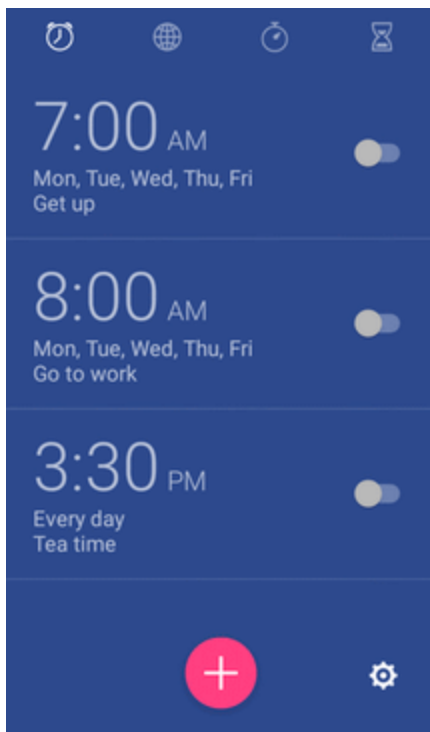 7:00 AM
Mon, Tue, Wed, Thu, Fri
Get up
8:00 AM
Mon, Tue, Wed, Thu, Fri
Go to work
3:30 PM
Every day
Tea time